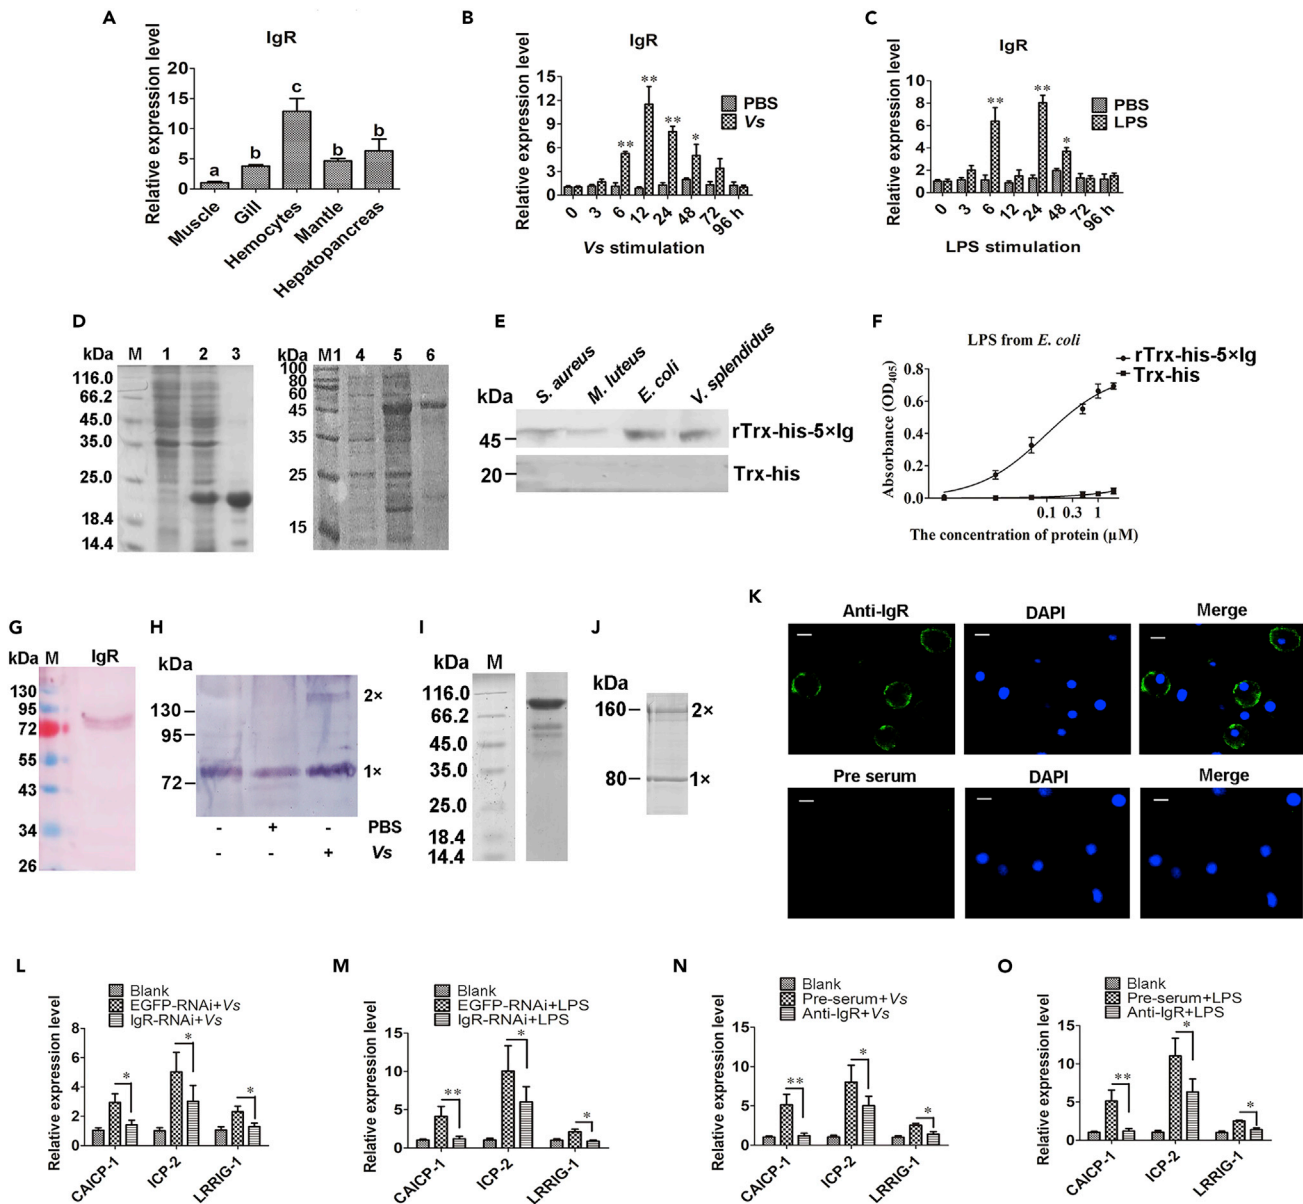 A
IgR
Relative expression level
20
15
10
5
0
a
b
c
b
b
Muscle
Gill
Hemocytes
Mantle
Hepatopancreas
B
IgR
Relative expression level
15
12
9
6
3
0
**
**
**
*
PBS
Vs
0
3
6
12
24
48
72
96 h
Vs stimulation
C
IgR
Relative expression level
10
8
6
4
2
0
**
**
*
PBS
LPS
0
3
6
12
24
48
72
96 h
LPS stimulation
D
kDa M 1 2 3
116.0
66.2
45.0
35.0
25.0
18.4
14.4
kDa M1 4 5 6
100
80
60
45
35
25
15
E
S. aureus
M. luteus
E. coli
V. splendidus
kDa
45
rTrx-his-5×Ig
20
Trx-his
F
LPS from E. coli
rTrx-his-5×Ig
Trx-his
Absorbance (OD405)
0.8
0.6
0.4
0.2
0.0
0.1 0.3 1
The concentration of protein (μM)
G
kDa M IgR
130
95
72
55
43
34
26
H
kDa
130
95
72
2×
1×
- + - PBS
- - + Vs
I
kDa M
116.0
66.2
45.0
35.0
25.0
18.4
14.4
J
kDa
160 2×
80 1×
K
Anti-IgR DAPI Merge
Pre serum DAPI Merge
L
Blank
EGFP-RNAi+Vs
IgR-RNAi+Vs
Relative expression level
8
6
4
2
0
*
*
*
CAICP-1
ICP-2
LRRIG-1
M
Blank
EGFP-RNAi+LPS
IgR-RNAi+LPS
Relative expression level
15
10
5
0
**
*
*
CAICP-1
ICP-2
LRRIG-1
N
Blank
Pre-serum+Vs
Anti-IgR+Vs
Relative expression level
15
10
5
0
**
*
*
CAICP-1
ICP-2
LRRIG-1
O
Blank
Pre-serum+LPS
Anti-IgR+LPS
Relative expression level
15
10
5
0
**
*
*
CAICP-1
ICP-2
LRRIG-1